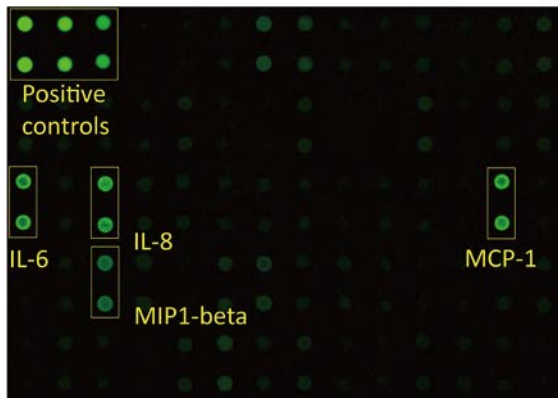 Positive
controls
IL-6
IL-8
MCP-1
MIP1-beta